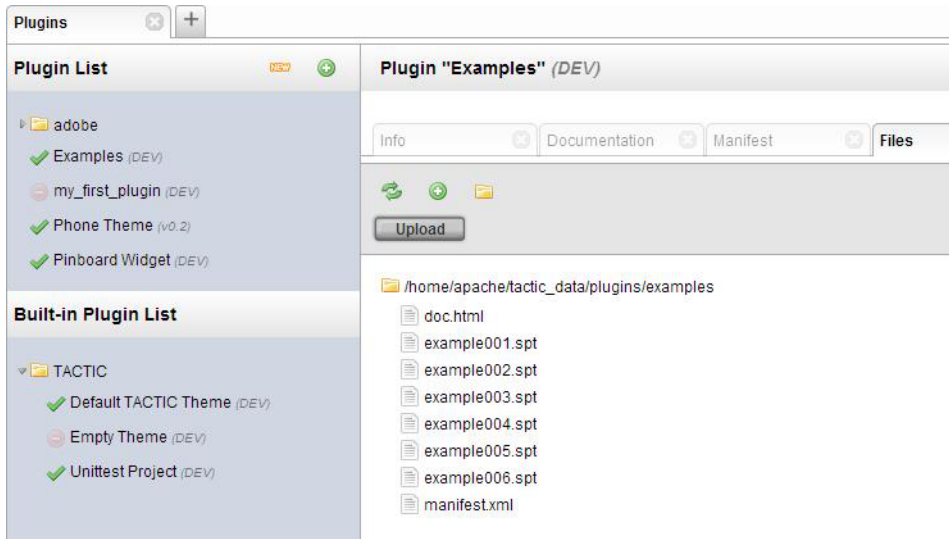 Plugins
Plugin List NEW
adobe
Examples (DEV)
my_first_plugin (DEV)
Phone Theme (v0.2)
Pinboard Widget (DEV)
Built-in Plugin List
TACTIC
Default TACTIC Theme (DEV)
Empty Theme (DEV)
Unittest Project (DEV)
Plugin "Examples" (DEV)
Info Documentation Manifest Files
Upload
/home/apache/tactic_data/plugins/examples
doc.html
example001.spt
example002.spt
example003.spt
example004.spt
example005.spt
example006.spt
manifest.xml